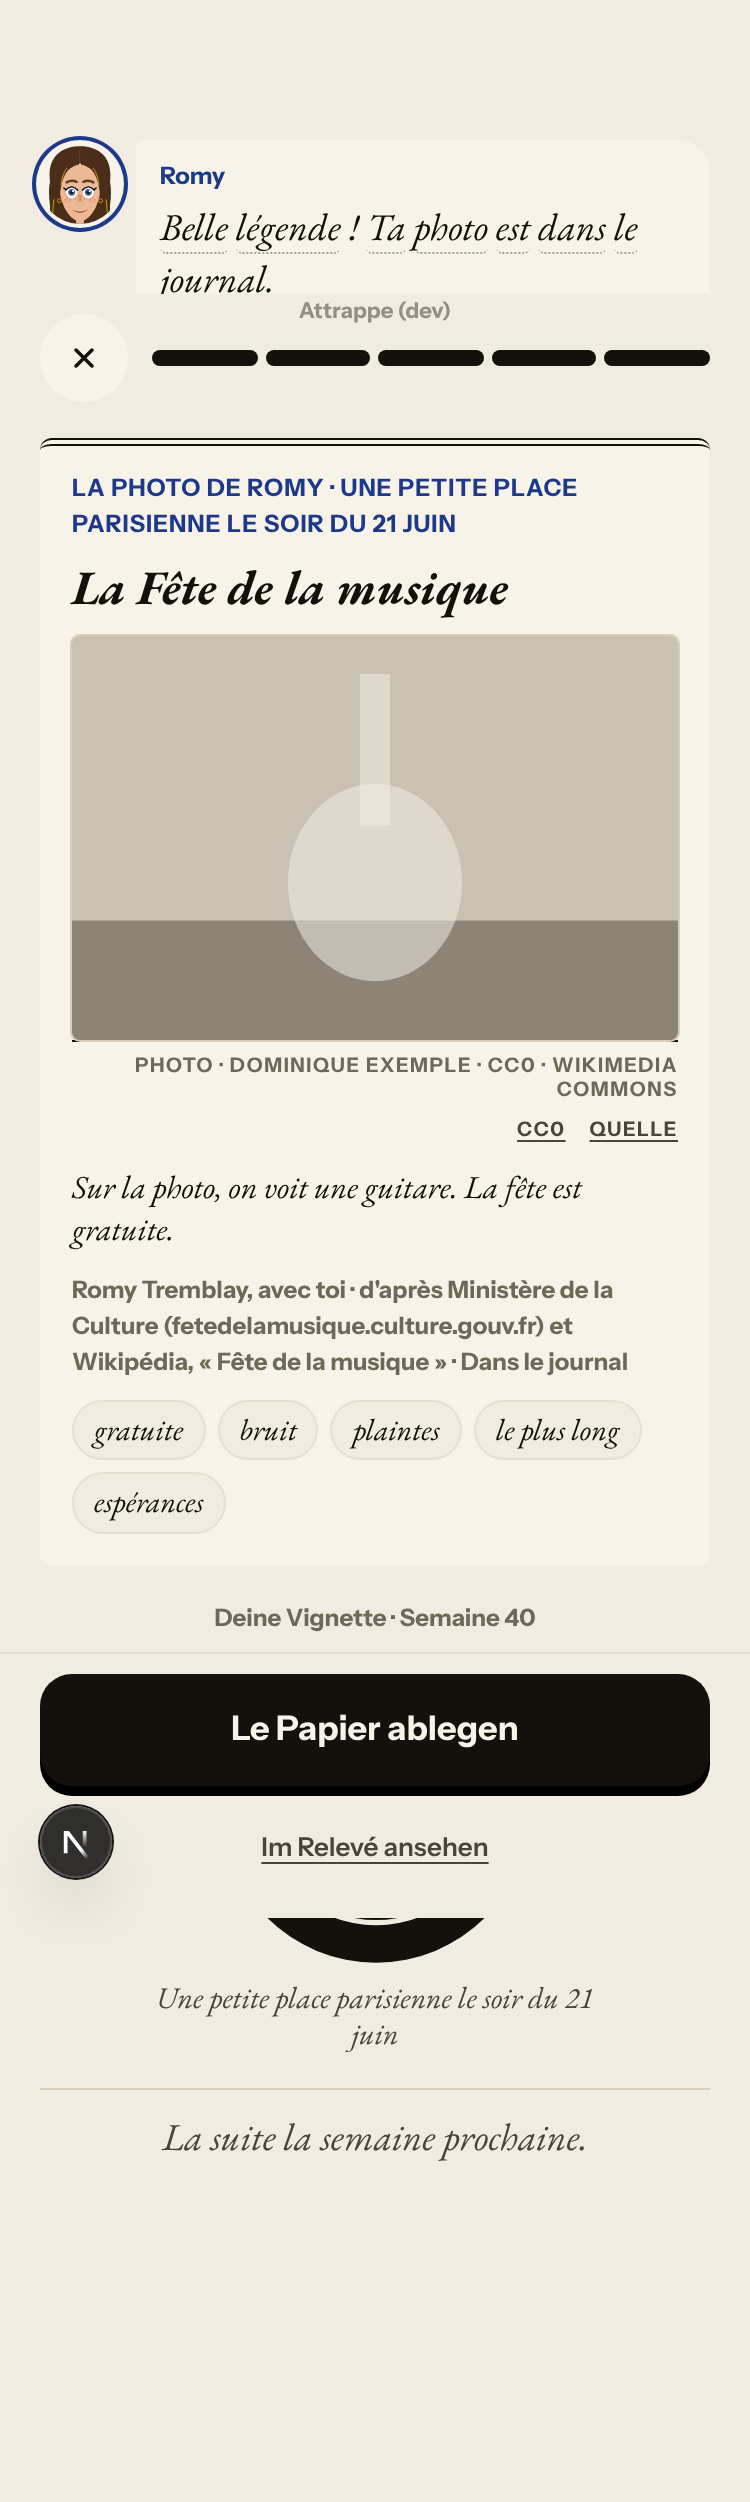 Romy
Belle légende ! Ta photo est dans le
journal.
Attrappe (dev)
LA PHOTO DE ROMY · UNE PETITE PLACE
PARISIENNE LE SOIR DU 21 JUIN
La Fête de la musique
PHOTO · DOMINIQUE EXEMPLE · CC0 · WIKIMEDIA
COMMONS
CC0 QUELLE
Sur la photo, on voit une guitare. La fête est
gratuite.
Romy Tremblay, avec toi · d'après Ministère de la
Culture (fetedelamusique.culture.gouv.fr) et
Wikipédia, « Fête de la musique » · Dans le journal
gratuite bruit plaintes le plus long
espérances
Deine Vignette · Semaine 40
Le Papier ablegen
N
Im Relevé ansehen
Une petite place parisienne le soir du 21
juin
La suite la semaine prochaine.